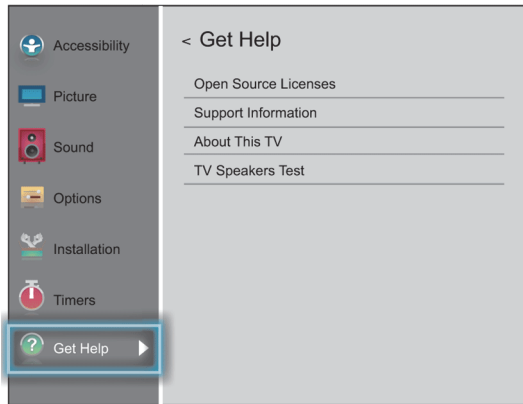 Accessibility
Picture
Sound
Options
Installation
Timers
Get Help
< Get Help
Open Source Licenses
Support Information
About This TV
TV Speakers Test